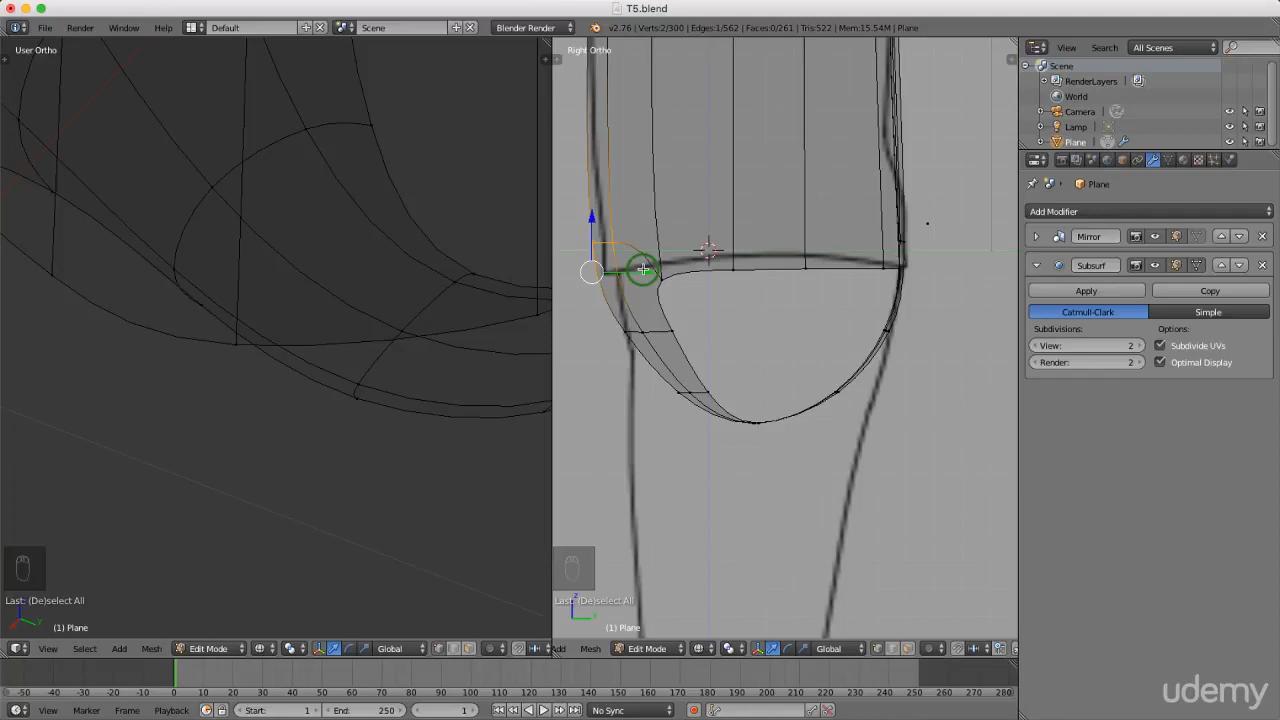 T5.blend
File Render Window Help Default Scene Blender Render v2.76 | Verts:2/300 | Edges:1/562 | Faces:0/261 | Tris:522 | Mem:15.54M | Plane
User Ortho
Right Ortho
View Search All Scenes
Scene
RenderLayers
World
Camera
Lamp
Plane
Plane
Add Modifier
Mirror
Subsurf
Apply Copy
Catmull-Clark Simple
Subdivisions: Options:
View: 2 Subdivide UVs
Render: 2 Optimal Display
Last: (De)select All
(1) Plane
Last: (De)select All
(1) Plane
View Select Add Mesh Edit Mode Global
Add Mesh Edit Mode Global
-50 -40 -30 -20 -10 0 10 20 30 40 50 60 70 80 90 100 110 120 130 140 150 160 170 180 190 200 210 220 230 240 250 260 270 280
View Marker Frame Playback Start: 1 End: 250 1 No Sync
udemy